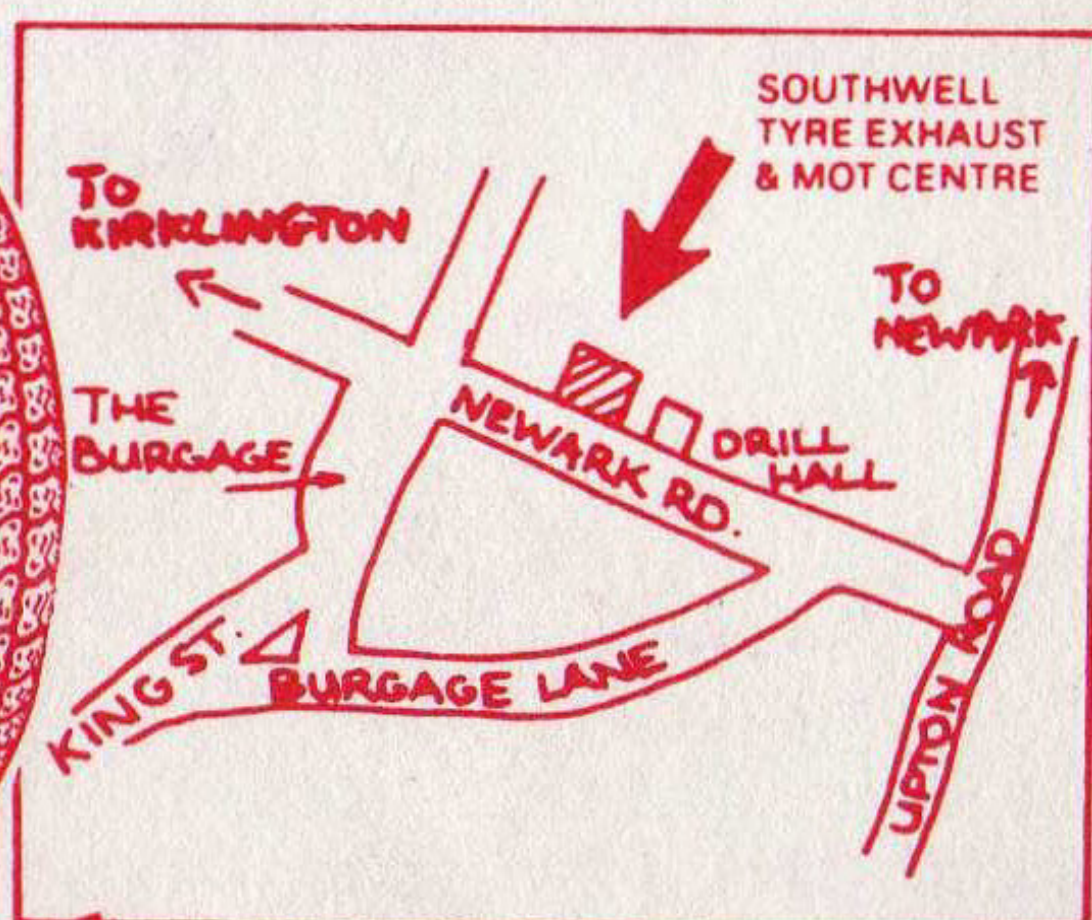 SOUTHWELL
TYRE EXHAUST
& MOT CENTRE
TO
KIRKLINGTON
TO
NEWARK
THE
BURGAGE
NEWARK RD.
DRILL
HALL
KING ST.
BURGAGE LANE
UPTON ROAD